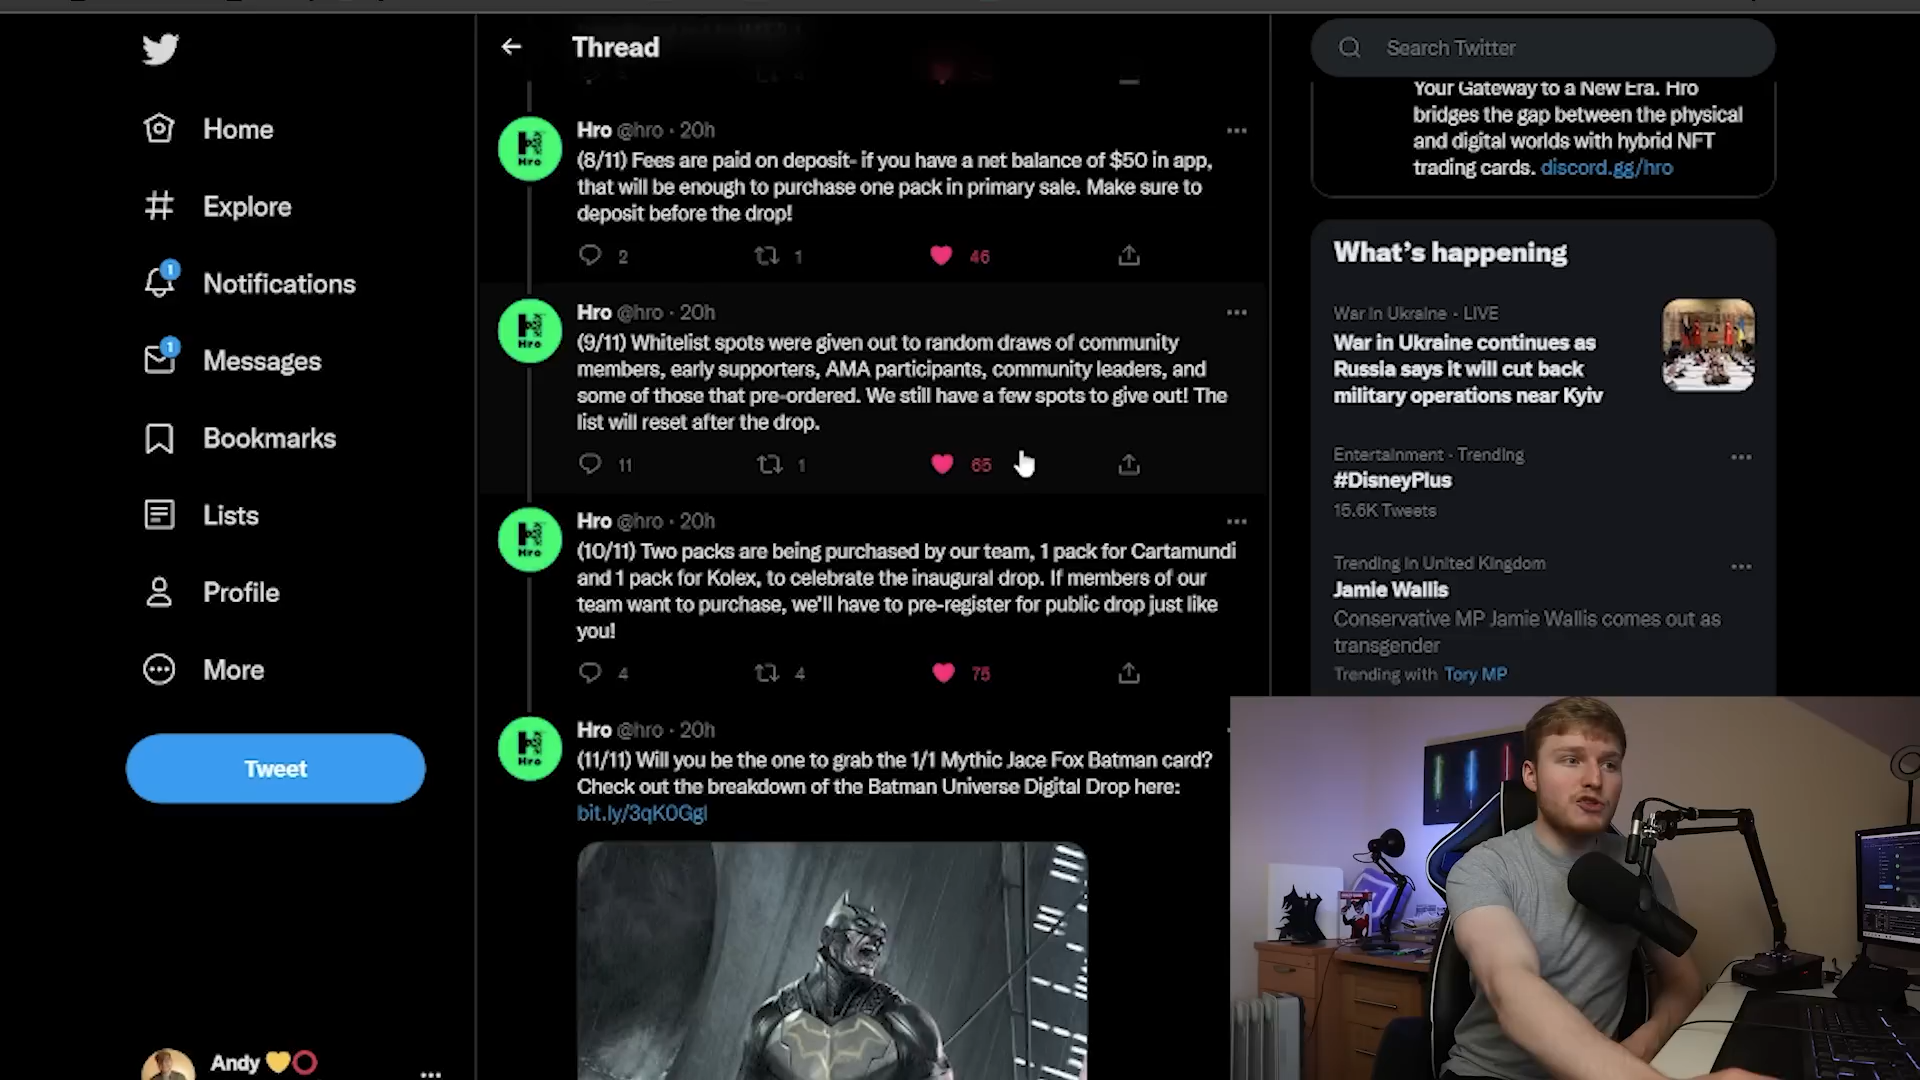 Thread
Search Twitter
Home
Explore
1
Notifications
1
Messages
Bookmarks
Lists
Profile
More
Tweet
Andy
Hro @hro · 20h
(8/11) Fees are paid on deposit- if you have a net balance of $50 in app,
that will be enough to purchase one pack in primary sale. Make sure to
deposit before the drop!
2 1 46
Hro @hro · 20h
(9/11) Whitelist spots were given out to random draws of community
members, early supporters, AMA participants, community leaders, and
some of those that pre-ordered. We still have a few spots to give out! The
list will reset after the drop.
11 1 65
Hro @hro · 20h
(10/11) Two packs are being purchased by our team, 1 pack for Cartamundi
and 1 pack for Kolex, to celebrate the inaugural drop. If members of our
team want to purchase, we'll have to pre-register for public drop just like
you!
4 4 75
Hro @hro · 20h
(11/11) Will you be the one to grab the 1/1 Mythic Jace Fox Batman card?
Check out the breakdown of the Batman Universe Digital Drop here:
bit.ly/3qK0Ggl
Hro
Hro
Hro
Hro
Your Gateway to a New Era. Hro
bridges the gap between the physical
and digital worlds with hybrid NFT
trading cards. discord.gg/hro
What's happening
War in Ukraine · LIVE
War in Ukraine continues as
Russia says it will cut back
military operations near Kyiv
Entertainment · Trending
#DisneyPlus
15.6K Tweets
Trending in United Kingdom
Jamie Wallis
Conservative MP Jamie Wallis comes out as
transgender
Trending with Tory MP